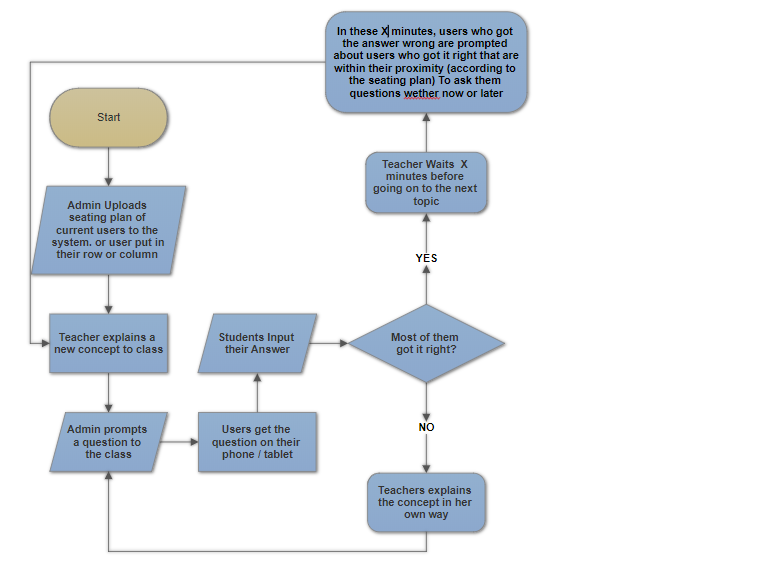 Start
Admin Uploads
seating plan of
current users to the
system. or user put in
their row or column
Teacher explains a
new concept to class
Admin prompts
a question to
the class
Users get the
question on their
phone / tablet
Students Input
their Answer
Most of them
got it right?
YES
Teacher Waits X
minutes before
going on to the next
topic
In these X minutes, users who got
the answer wrong are prompted
about users who got it right that are
within their proximity (according to
the seating plan) To ask them
questions wether now or later
NO
Teachers explains
the concept in her
own way